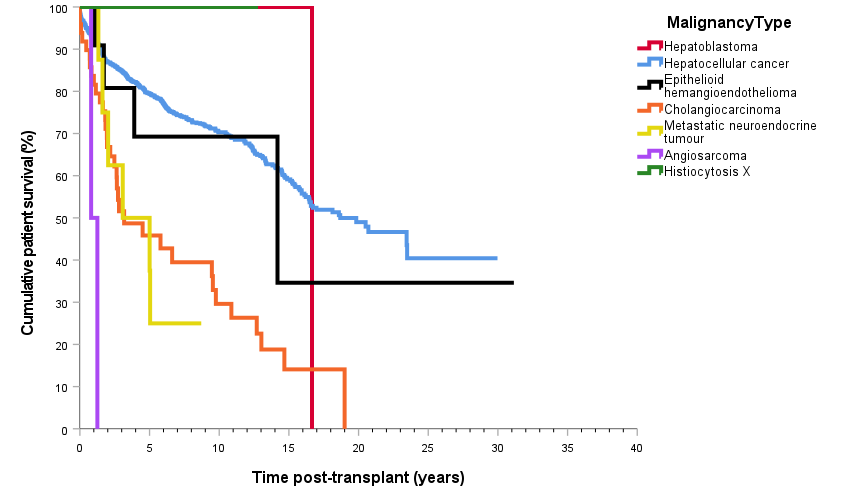 MalignancyType
Hepatoblastoma
Hepatocellular cancer
Epithelioid
hemangioendothelioma
Cholangiocarcinoma
Metastatic neuroendocrine
tumour
Angiosarcoma
Histiocytosis X
Cumulative patient survival (%)
100
90
80
70
60
50
40
30
20
10
0
0 5 10 15 20 25 30 35 40
Time post-transplant (years)